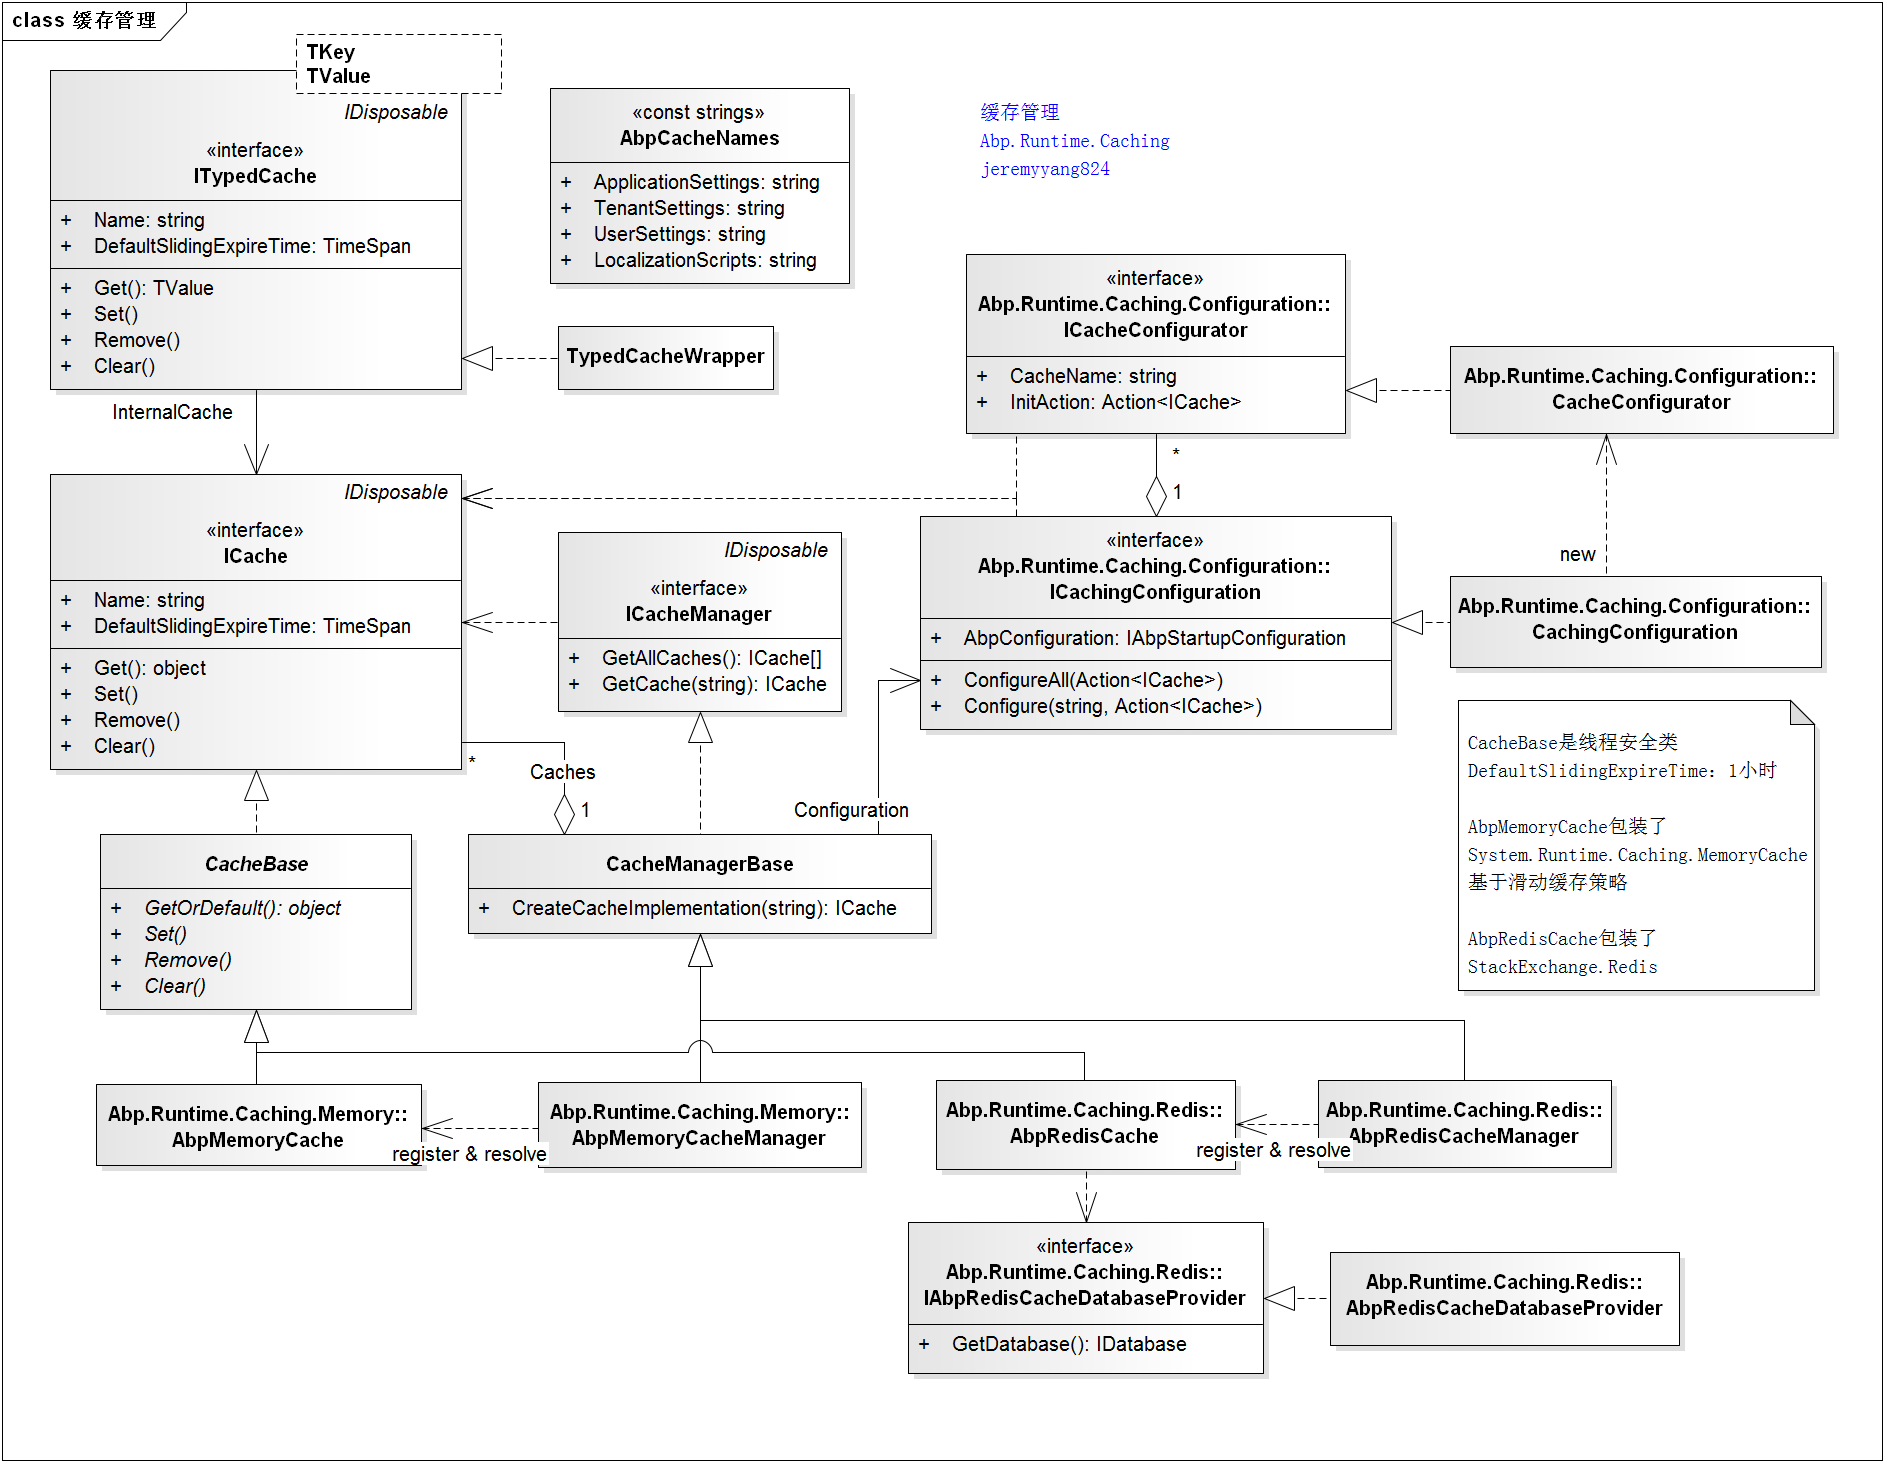 class 缓存管理
TKey
TValue
IDisposable
«interface»
ITypedCache
+ Name: string
+ DefaultSlidingExpireTime: TimeSpan
+ Get(): TValue
+ Set()
+ Remove()
+ Clear()
«const strings»
AbpCacheNames
+ ApplicationSettings: string
+ TenantSettings: string
+ UserSettings: string
+ LocalizationScripts: string
缓存管理
Abp.Runtime.Caching
jeremyyang824
TypedCacheWrapper
«interface»
Abp.Runtime.Caching.Configuration::
ICacheConfigurator
+ CacheName: string
+ InitAction: Action<ICache>
Abp.Runtime.Caching.Configuration::
CacheConfigurator
InternalCache
*
1
new
IDisposable
«interface»
ICache
+ Name: string
+ DefaultSlidingExpireTime: TimeSpan
+ Get(): object
+ Set()
+ Remove()
+ Clear()
IDisposable
«interface»
ICacheManager
+ GetAllCaches(): ICache[]
+ GetCache(string): ICache
«interface»
Abp.Runtime.Caching.Configuration::
ICachingConfiguration
+ AbpConfiguration: IAbpStartupConfiguration
+ ConfigureAll(Action<ICache>)
+ Configure(string, Action<ICache>)
Abp.Runtime.Caching.Configuration::
CachingConfiguration
*
Caches
1
Configuration
CacheBase是线程安全类
DefaultSlidingExpireTime：1小时
AbpMemoryCache包装了
System.Runtime.Caching.MemoryCache
基于滑动缓存策略
AbpRedisCache包装了
StackExchange.Redis
CacheBase
+ GetOrDefault(): object
+ Set()
+ Remove()
+ Clear()
CacheManagerBase
+ CreateCacheImplementation(string): ICache
Abp.Runtime.Caching.Memory::
AbpMemoryCache
register & resolve
Abp.Runtime.Caching.Memory::
AbpMemoryCacheManager
Abp.Runtime.Caching.Redis::
AbpRedisCache
register & resolve
Abp.Runtime.Caching.Redis::
AbpRedisCacheManager
«interface»
Abp.Runtime.Caching.Redis::
IAbpRedisCacheDatabaseProvider
+ GetDatabase(): IDatabase
Abp.Runtime.Caching.Redis::
AbpRedisCacheDatabaseProvider